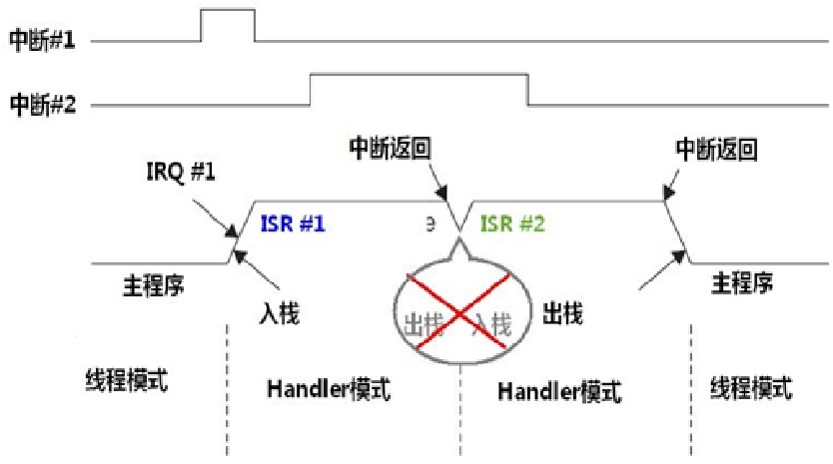 中断#1
中断#2
中断返回
中断返回
IRQ #1
ISR #1
e
ISR #2
主程序
入栈
出栈 入栈
出栈
主程序
线程模式
Handler模式
Handler模式
线程模式